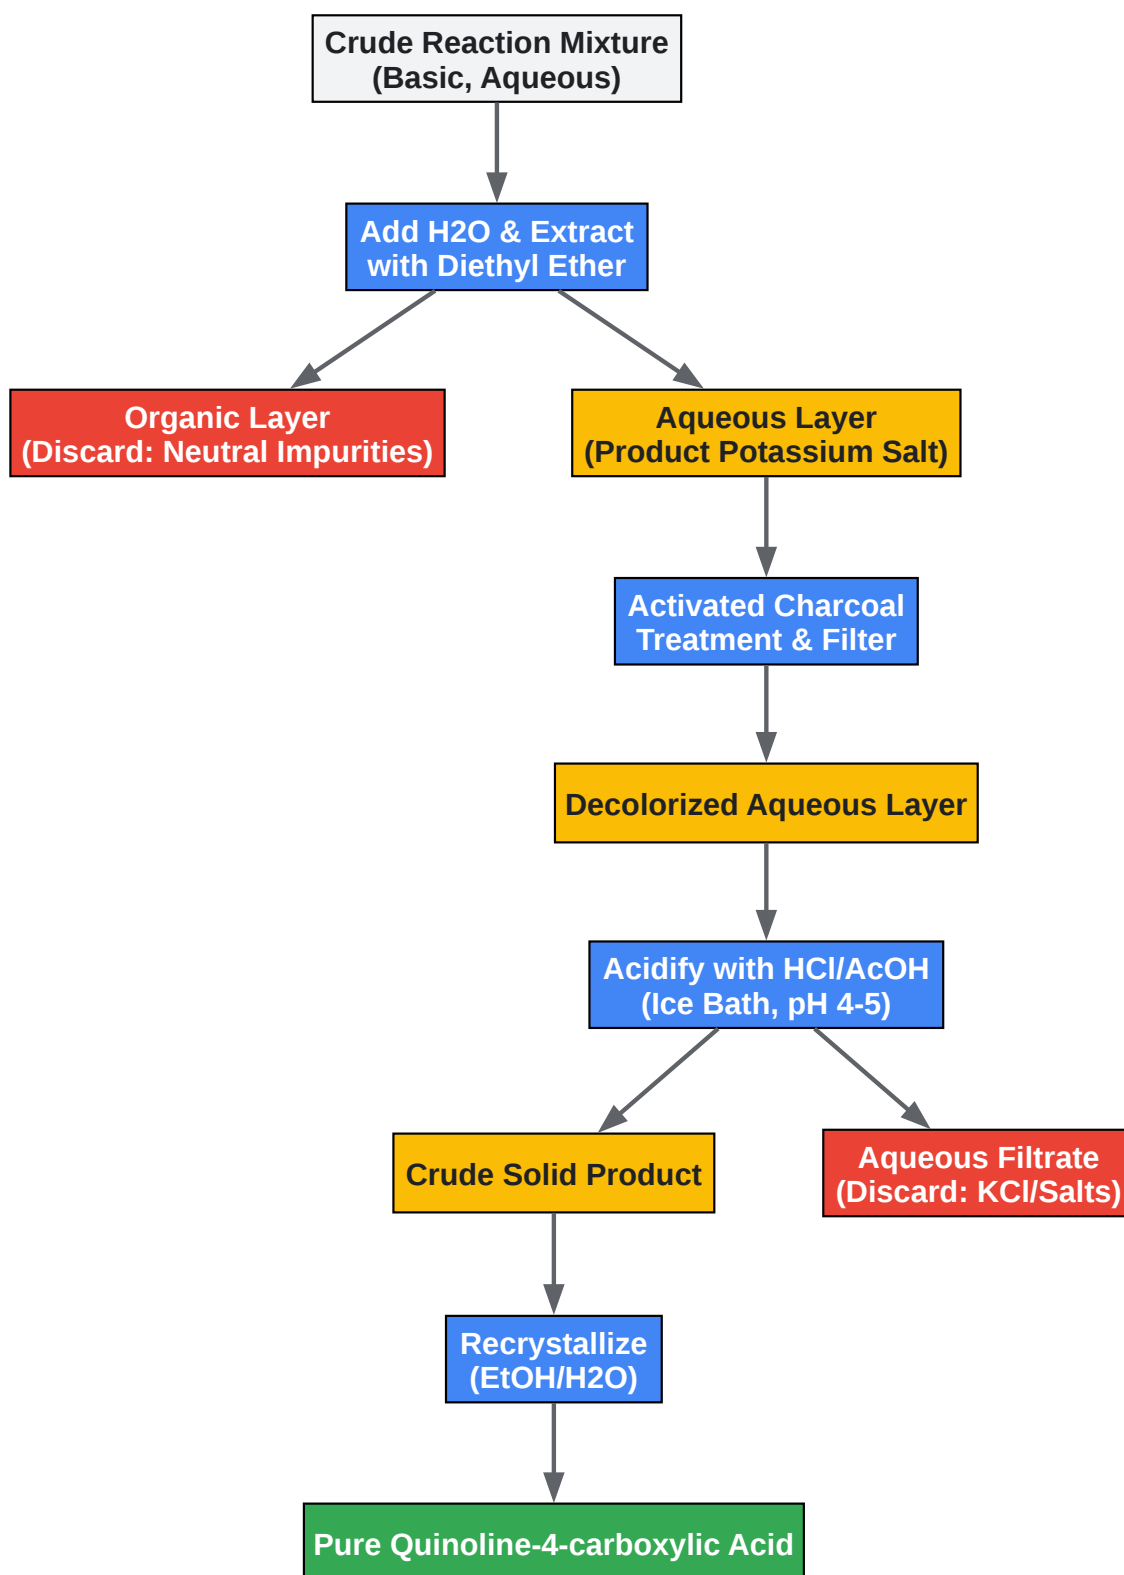 Crude Reaction Mixture
(Basic, Aqueous)
Add H2O & Extract
with Diethyl Ether
Organic Layer
(Discard: Neutral Impurities)
Aqueous Layer
(Product Potassium Salt)
Activated Charcoal
Treatment & Filter
Decolorized Aqueous Layer
Acidify with HCl/AcOH
(Ice Bath, pH 4-5)
Crude Solid Product
Aqueous Filtrate
(Discard: KCl/Salts)
Recrystallize
(EtOH/H2O)
Pure Quinoline-4-carboxylic Acid